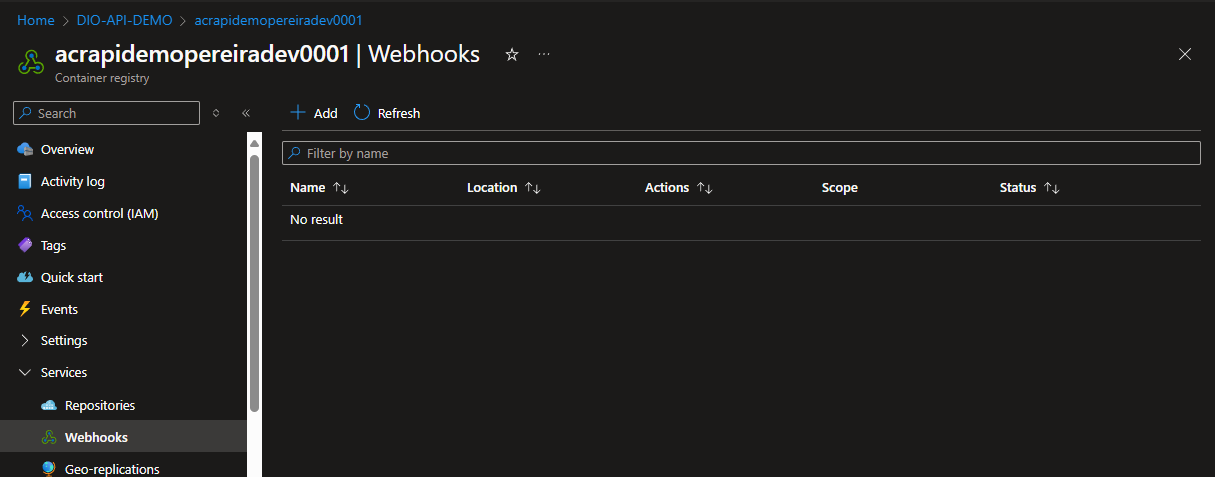 Home > DIO-API-DEMO > acrapidemopereiradev0001
acrapidemopereiradev0001 | Webhooks
Container registry
Search
Add Refresh
Filter by name
Name Location Actions Scope Status
No result
Overview
Activity log
Access control (IAM)
Tags
Quick start
Events
Settings
Services
Repositories
Webhooks
Geo-replications